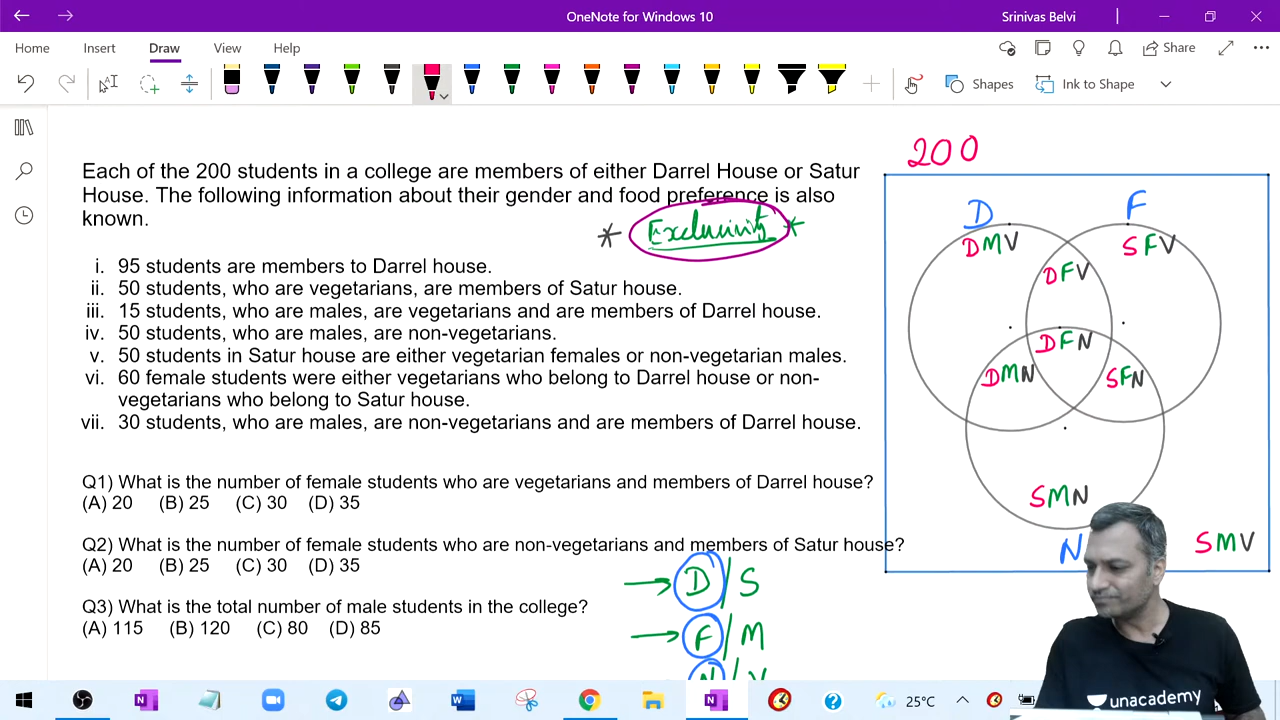 OneNote for Windows 10
Srinivas Belvi
Home Insert Draw View Help
Share
Shapes
Ink to Shape
200
Each of the 200 students in a college are members of either Darrel House or Satur
House. The following information about their gender and food preference is also
known.
* Exclusivity *
i. 95 students are members to Darrel house.
ii. 50 students, who are vegetarians, are members of Satur house.
iii. 15 students, who are males, are vegetarians and are members of Darrel house.
iv. 50 students, who are males, are non-vegetarians.
v. 50 students in Satur house are either vegetarian females or non-vegetarian males.
vi. 60 female students were either vegetarians who belong to Darrel house or non-
vegetarians who belong to Satur house.
vii. 30 students, who are males, are non-vegetarians and are members of Darrel house.
Q1) What is the number of female students who are vegetarians and members of Darrel house?
(A) 20 (B) 25 (C) 30 (D) 35
Q2) What is the number of female students who are non-vegetarians and members of Satur house?
(A) 20 (B) 25 (C) 30 (D) 35
Q3) What is the total number of male students in the college?
(A) 115 (B) 120 (C) 80 (D) 85
→ D / S
→ F / M
N / V
D
F
DMV
SFV
DFV
DFN
DMN
SFN
SMN
N
SMV
unacademy
25°C